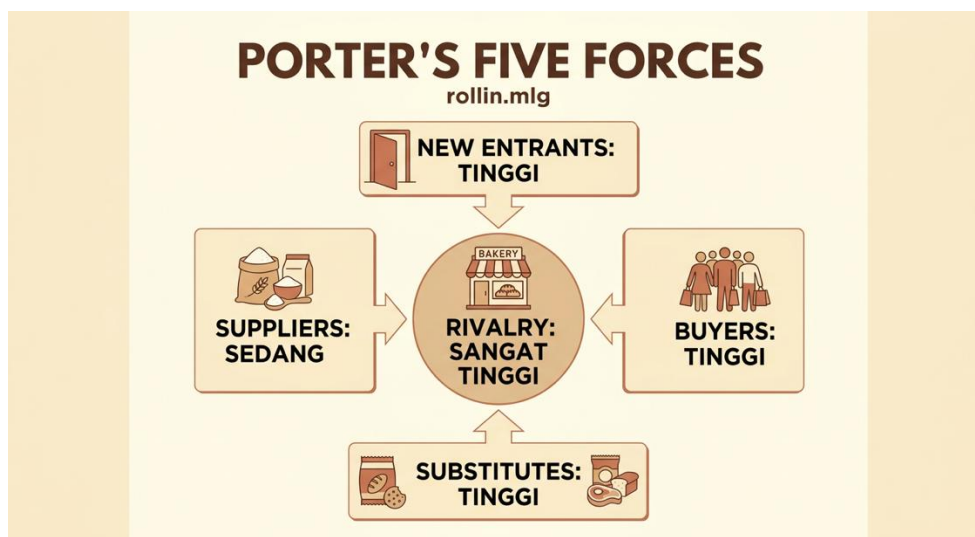 PORTER'S FIVE FORCES
rollin.mlg
NEW ENTRANTS:
TINGGI
SUPPLIERS:
SEDANG
BAKERY
RIVALRY:
SANGAT
TINGGI
BUYERS:
TINGGI
SUBSTITUTES:
TINGGI